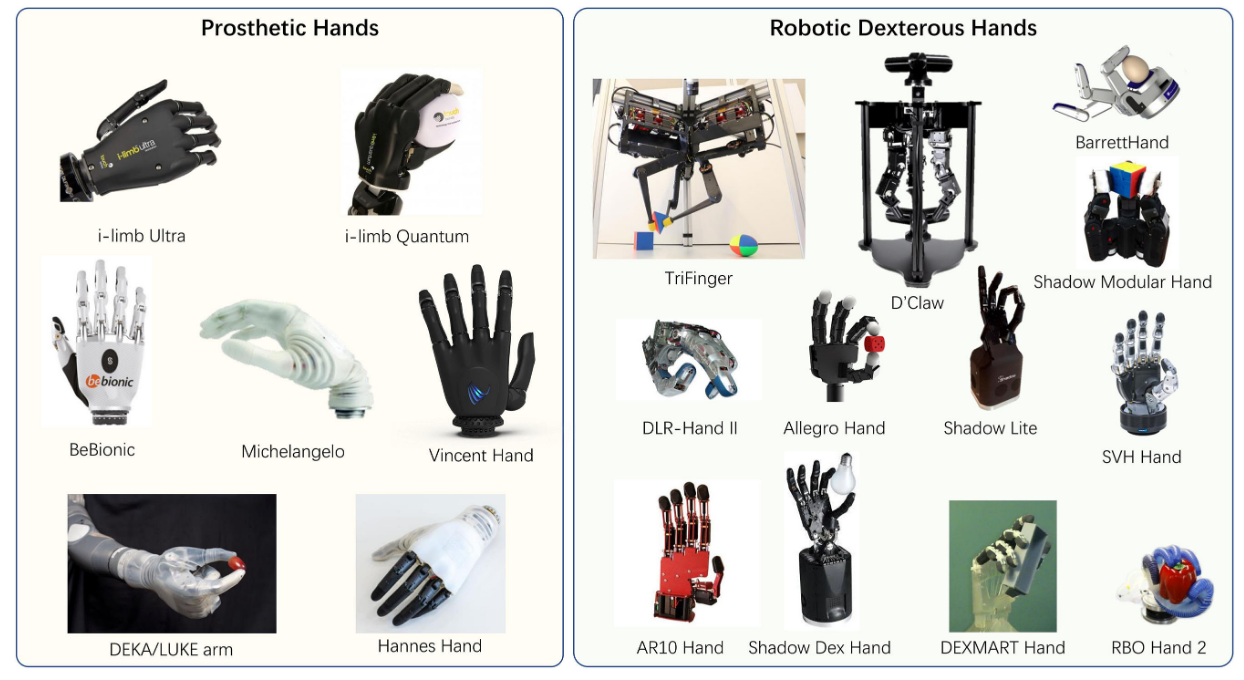 Prosthetic Hands
i-limb Ultra
i-limb Quantum
bebionic
BeBionic
Michelangelo
Vincent Hand
DEKA/LUKE arm
Hannes Hand
Robotic Dexterous Hands
TriFinger
D'Claw
BarrettHand
Shadow Modular Hand
DLR-Hand II
Allegro Hand
Shadow Lite
SVH Hand
AR10 Hand
Shadow Dex Hand
DEXMART Hand
RBO Hand 2